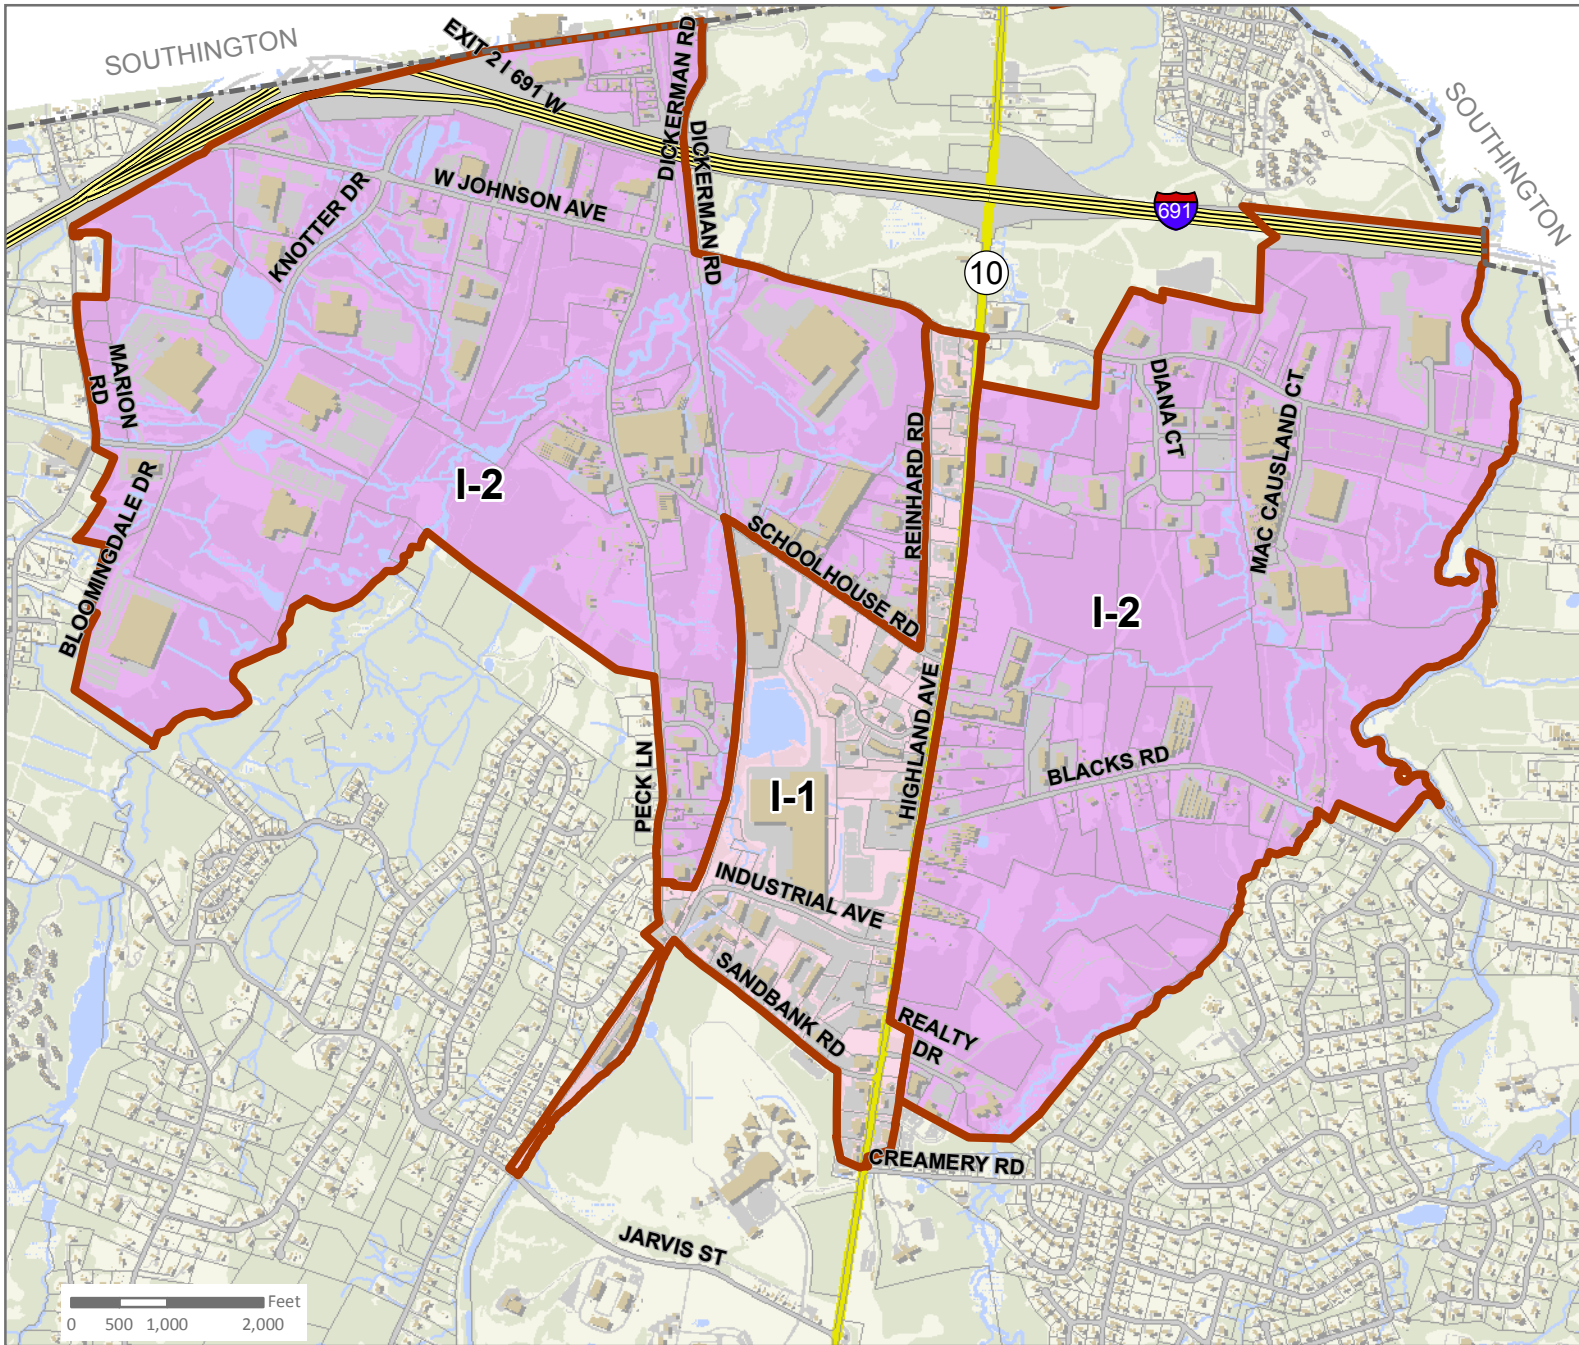 SOUTHINGTON
EXIT 2 I 691 W
DICKERMAN RD
DICKERMAN RD
SOUTHINGTON
W JOHNSON AVE
KNOTTER DR
691
10
MARION
RD
DIANA CT
MAC CAUSLAND CT
REINHARD RD
BLOOMINGDALE DR
I-2
SCHOOLHOUSE RD
I-2
HIGHLAND AVE
PECK LN
BLACKS RD
I-1
INDUSTRIAL AVE
SANDBANK RD
REALTY
DR
CREAMERY RD
JARVIS ST
Feet
0 500 1,000 2,000